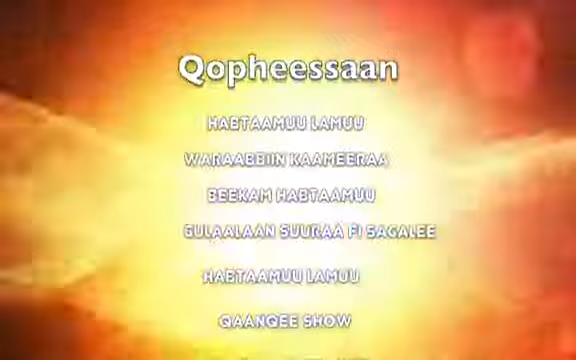 Qopheessaan
HABTAAMUU LAMUU
WARAABBIIN KAAMEERAA
BEEKAM HABTAAMUU
GULAALAAN SUURAA FI SAGALEE
HABTAAMUU LAMUU
QAANQEE SHOW